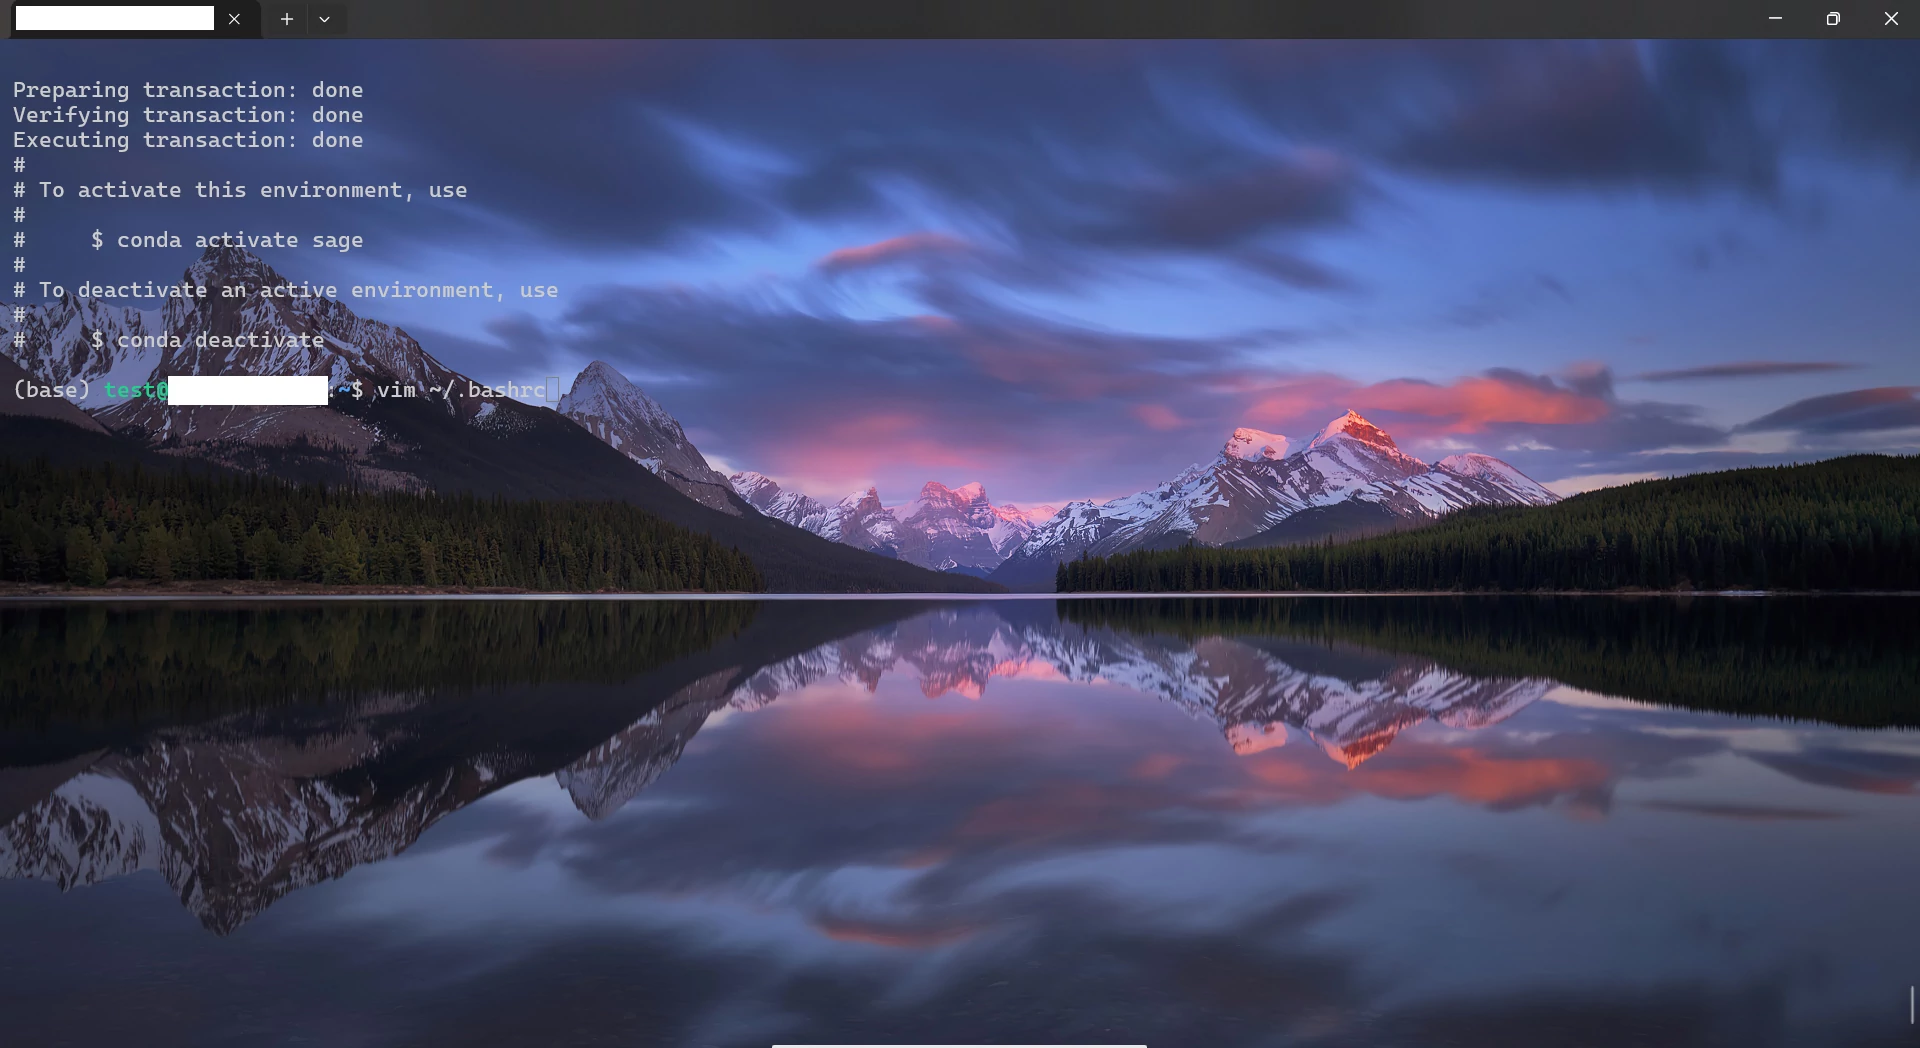 Preparing transaction: done
Verifying transaction: done
Executing transaction: done
#
# To activate this environment, use
#
#     $ conda activate sage
#
# To deactivate an active environment, use
#
#     $ conda deactivate
(base) test@:~$ vim ~/.bashrc